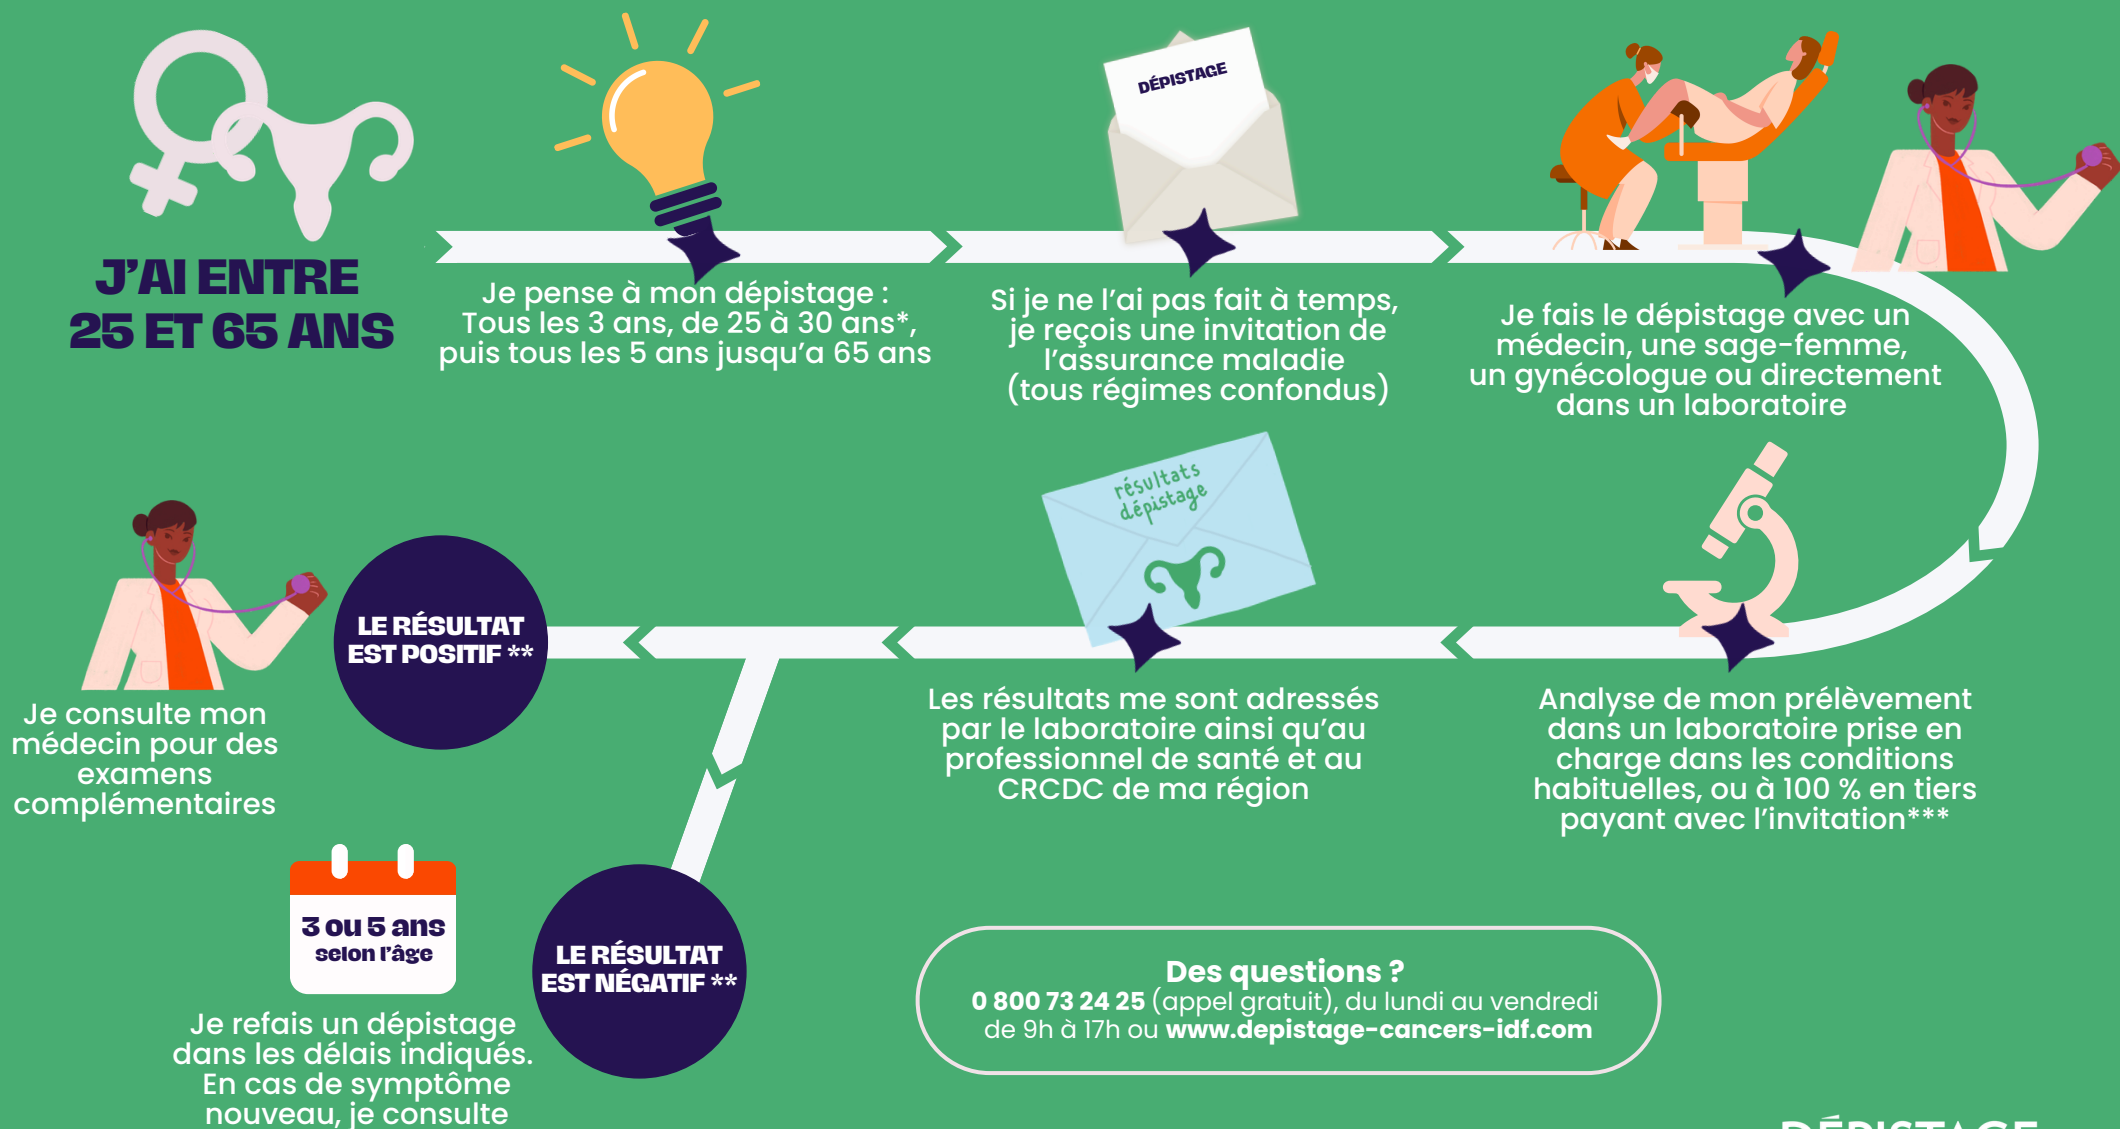 J'AI ENTRE
25 ET 65 ANS
Je pense à mon dépistage :
Tous les 3 ans, de 25 à 30 ans*,
puis tous les 5 ans jusqu'a 65 ans
DÉPISTAGE
Si je ne l'ai pas fait à temps,
je reçois une invitation de
l'assurance maladie
(tous régimes confondus)
Je fais le dépistage avec un
médecin, une sage-femme,
un gynécologue ou directement
dans un laboratoire
Analyse de mon prélèvement
dans un laboratoire prise en
charge dans les conditions
habituelles, ou à 100 % en tiers
payant avec l'invitation***
résultats
dépistage
Les résultats me sont adressés
par le laboratoire ainsi qu'au
professionnel de santé et au
CRCDC de ma région
LE RÉSULTAT
EST POSITIF **
Je consulte mon
médecin pour des
examens
complémentaires
LE RÉSULTAT
EST NÉGATIF **
3 ou 5 ans
selon l'âge
Je refais un dépistage
dans les délais indiqués.
En cas de symptôme
nouveau, je consulte
Des questions ?
0 800 73 24 25 (appel gratuit), du lundi au vendredi
de 9h à 17h ou www.depistage-cancers-idf.com
DÉPISTAGE